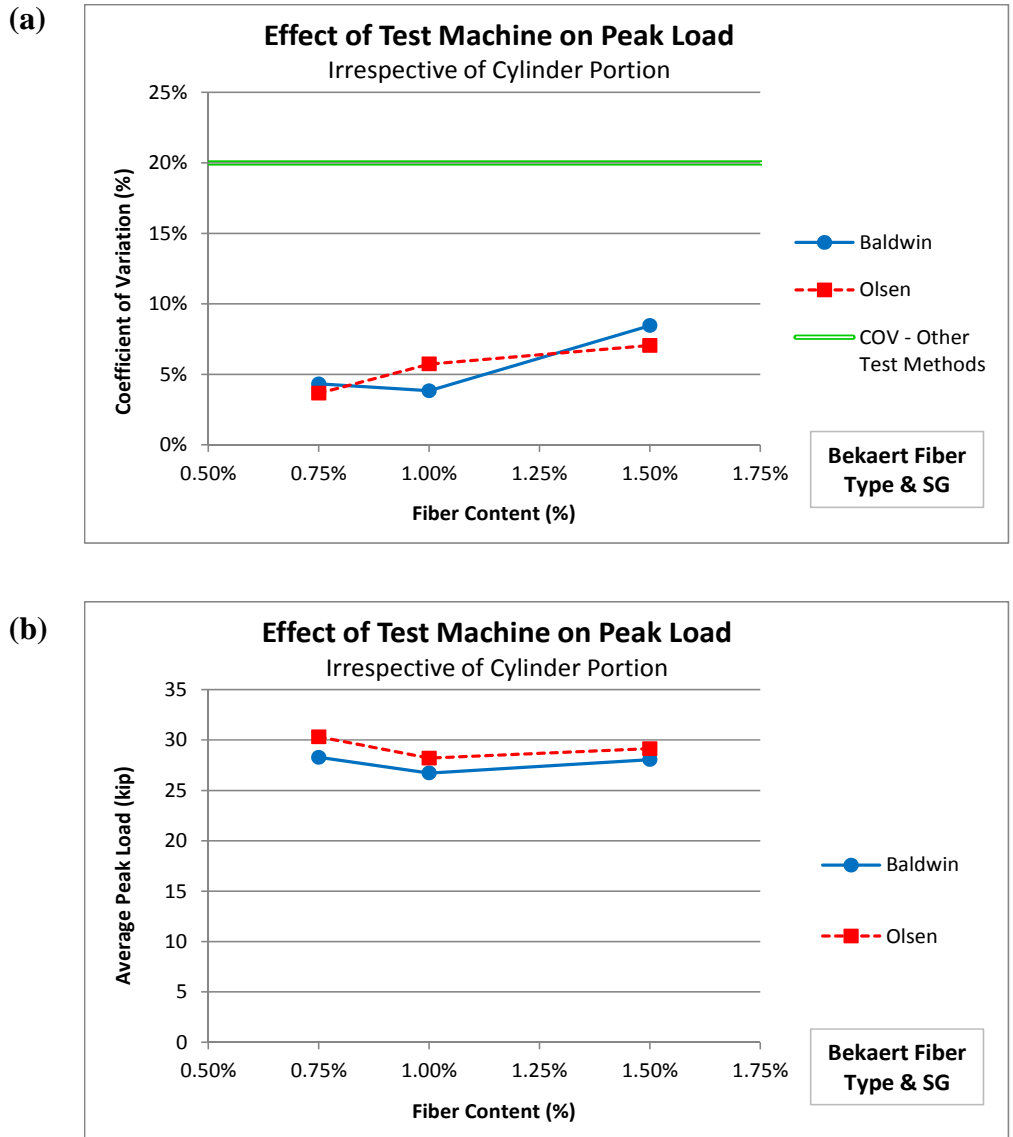 (a)
Effect of Test Machine on Peak Load
Irrespective of Cylinder Portion
Coefficient of Variation (%)
25%
20%
15%
10%
5%
0%
0.50%
0.75%
1.00%
1.25%
1.50%
1.75%
Fiber Content (%)
Baldwin
Olsen
COV - Other
Test Methods
Bekaert Fiber
Type & SG
(b)
Effect of Test Machine on Peak Load
Irrespective of Cylinder Portion
Average Peak Load (kip)
35
30
25
20
15
10
5
0
0.50%
0.75%
1.00%
1.25%
1.50%
1.75%
Fiber Content (%)
Baldwin
Olsen
Bekaert Fiber
Type & SG